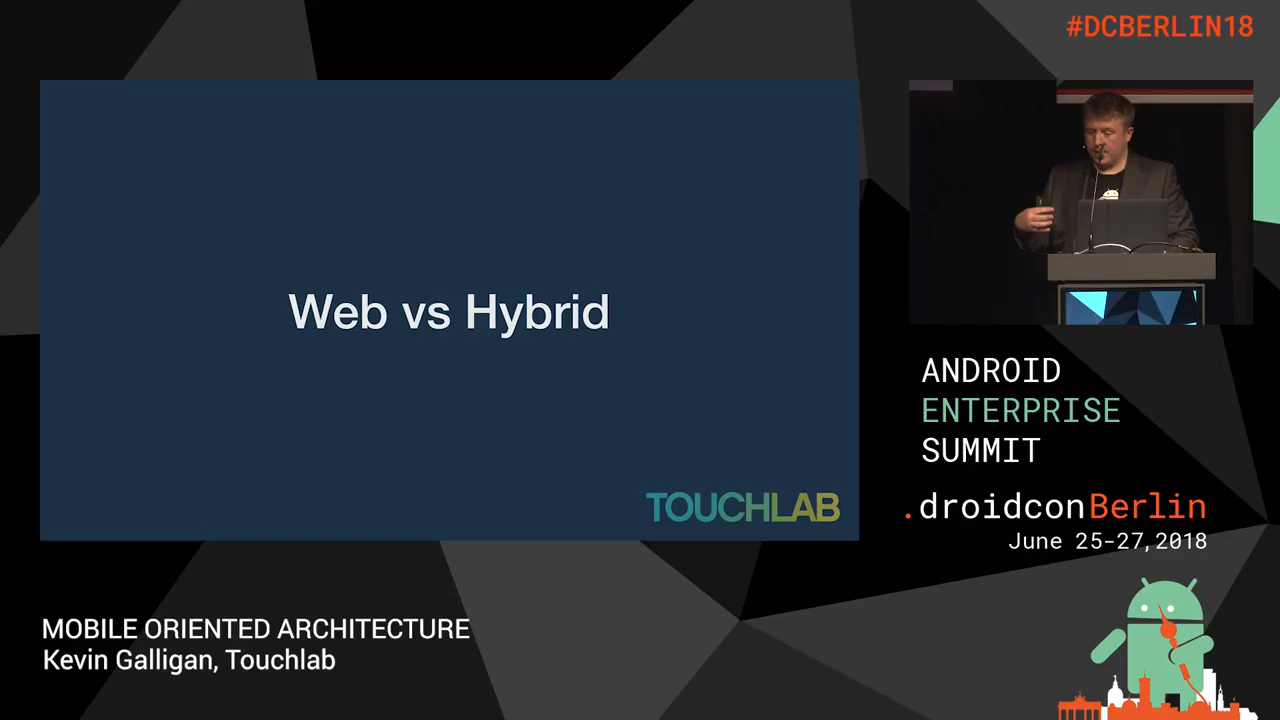 #DCBERLIN18
Web vs Hybrid
TOUCHLAB
ANDROID
ENTERPRISE
SUMMIT
.droidconBerlin
June 25-27, 2018
MOBILE ORIENTED ARCHITECTURE
Kevin Galligan, Touchlab